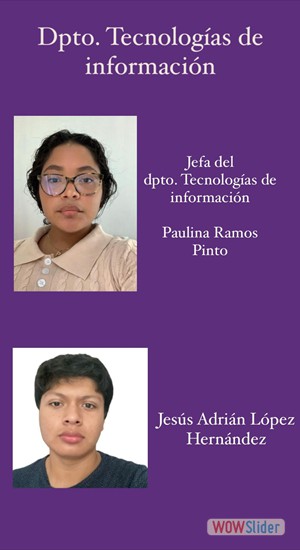 Dpto. Tecnologías de
información
Jefa del
dpto. Tecnologías de
información
Paulina Ramos
Pinto
Jesús Adrián López
Hernández
WOWSlider